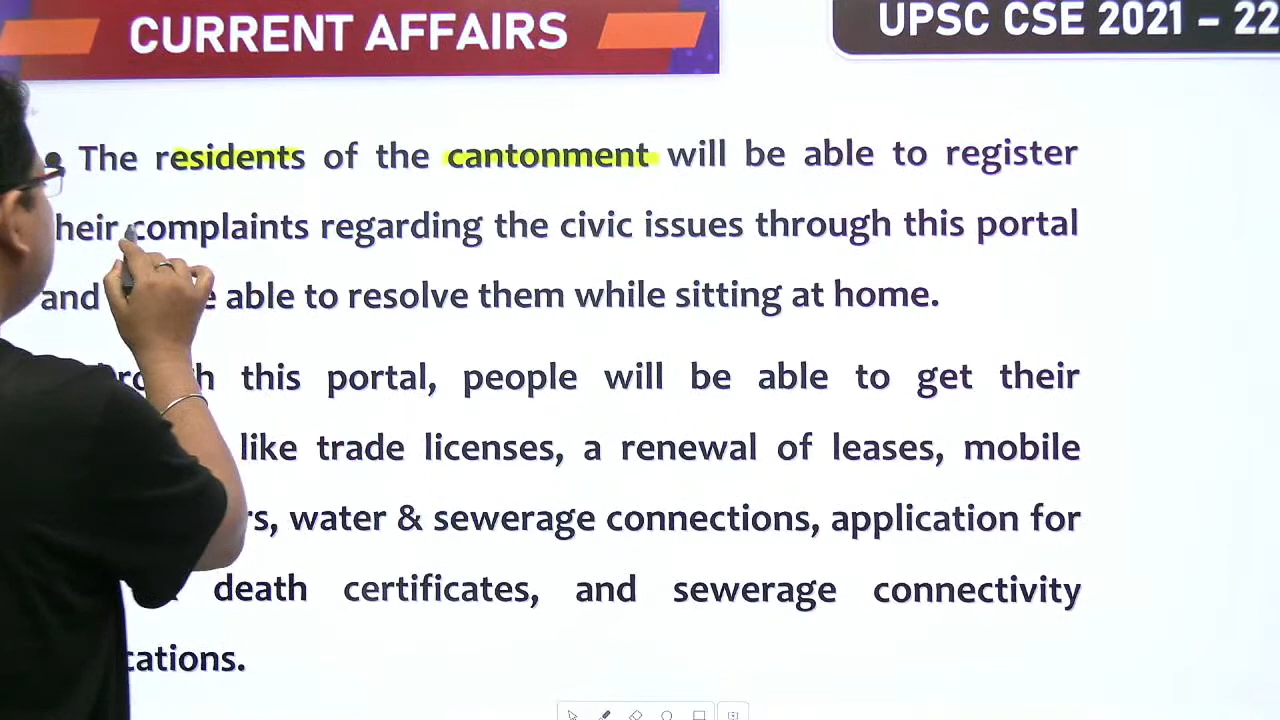 CURRENT AFFAIRS
UPSC CSE 2021 – 22
• The residents of the cantonment will be able to register
their complaints regarding the civic issues through this portal
and able to resolve them while sitting at home.
Through this portal, people will be able to get their
like trade licenses, a renewal of leases, mobile
water & sewerage connections, application for
death certificates, and sewerage connectivity